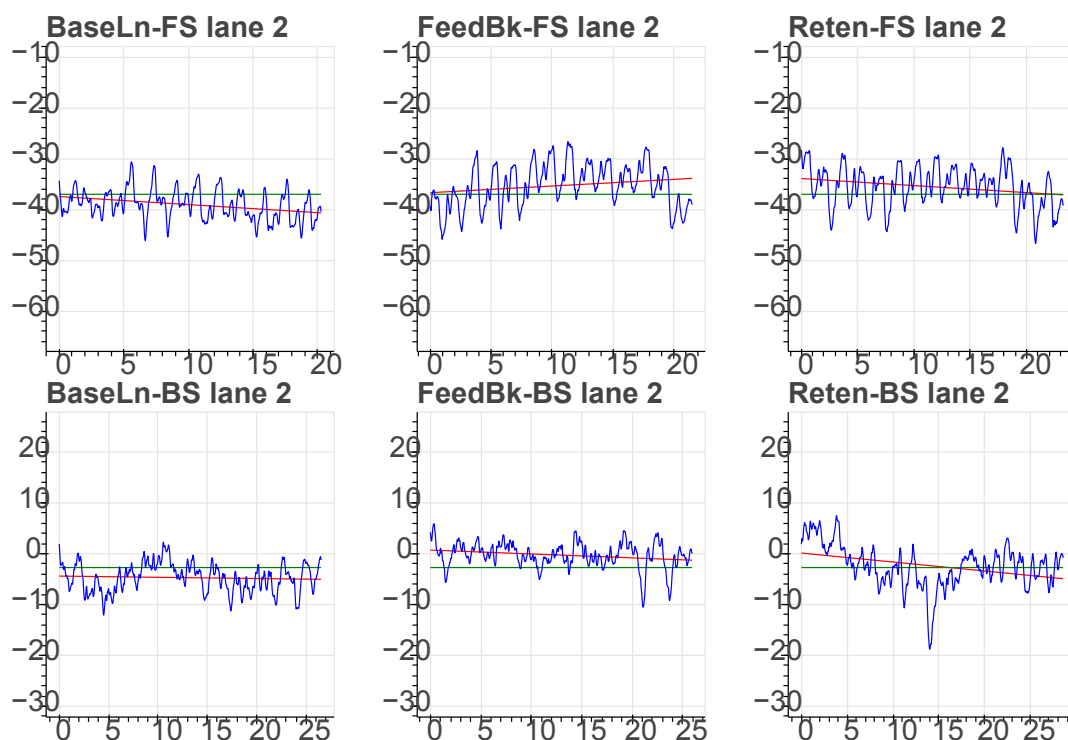 BaseLn-FS lane 2 FeedBk-FS lane 2 Reten-FS lane 2
−10 −10 −10
−20 −20 −20
−30 −30 −30
−40 −40 −40
−50 −50 −50
−60 −60 −60
0 5 10 15 20 0 5 10 15 20 0 5 10 15 20
BaseLn-BS lane 2 FeedBk-BS lane 2 Reten-BS lane 2
20 20 20
10 10 10
0 0 0
−10 −10 −10
−20 −20 −20
−30 −30 −30
0 5 10 15 20 25 0 5 10 15 20 25 0 5 10 15 20 25